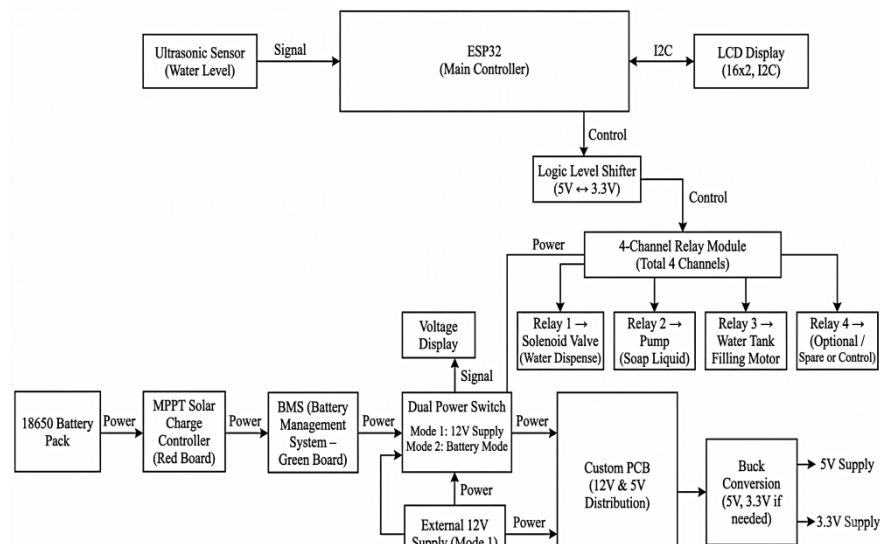 Ultrasonic Sensor
(Water Level)
Signal
ESP32
(Main Controller)
I2C
LCD Display
(16x2, I2C)
Control
Logic Level Shifter
(5V ↔ 3.3V)
Control
Power
4-Channel Relay Module
(Total 4 Channels)
Relay 1 →
Solenoid Valve
(Water Dispense)
Relay 2 →
Pump
(Soap Liquid)
Relay 3 →
Water Tank
Filling Motor
Relay 4 →
(Optional /
Spare or Control)
Voltage
Display
Signal
18650 Battery
Pack
Power
MPPT Solar
Charge
Controller
(Red Board)
Power
BMS (Battery
Management
System –
Green Board)
Power
Dual Power Switch
Mode 1: 12V Supply
Mode 2: Battery Mode
Power
Power
External 12V
Supply (Mode 1)
Power
Custom PCB
(12V & 5V
Distribution)
Buck
Conversion
(5V, 3.3V if
needed)
5V Supply
3.3V Supply